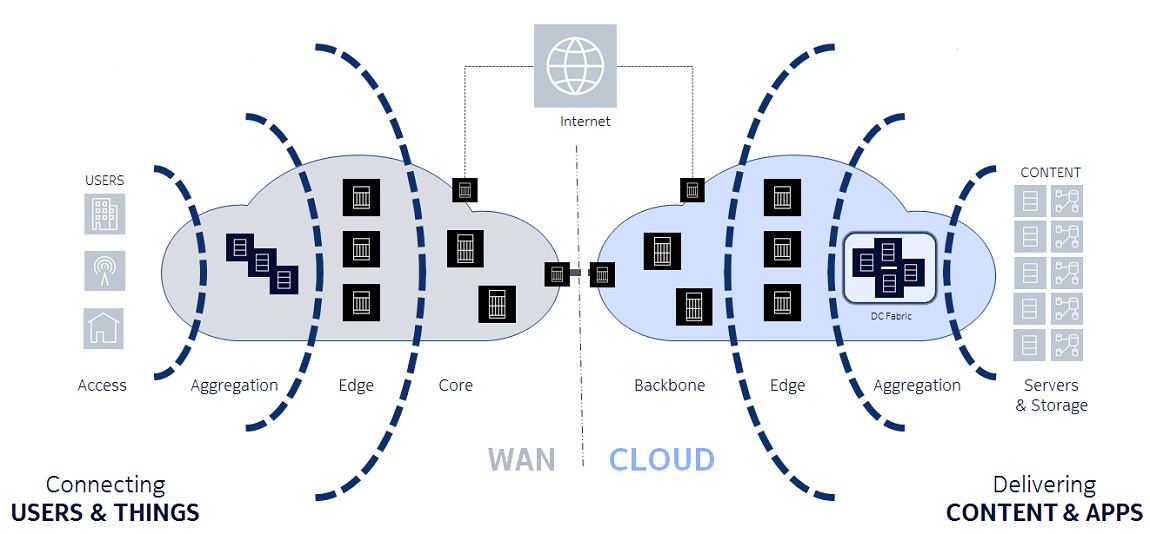 Internet
USERS
CONTENT
DC Fabric
Access
Aggregation
Edge
Core
Backbone
Edge
Aggregation
Servers
& Storage
WAN
CLOUD
Connecting
USERS & THINGS
Delivering
CONTENT & APPS